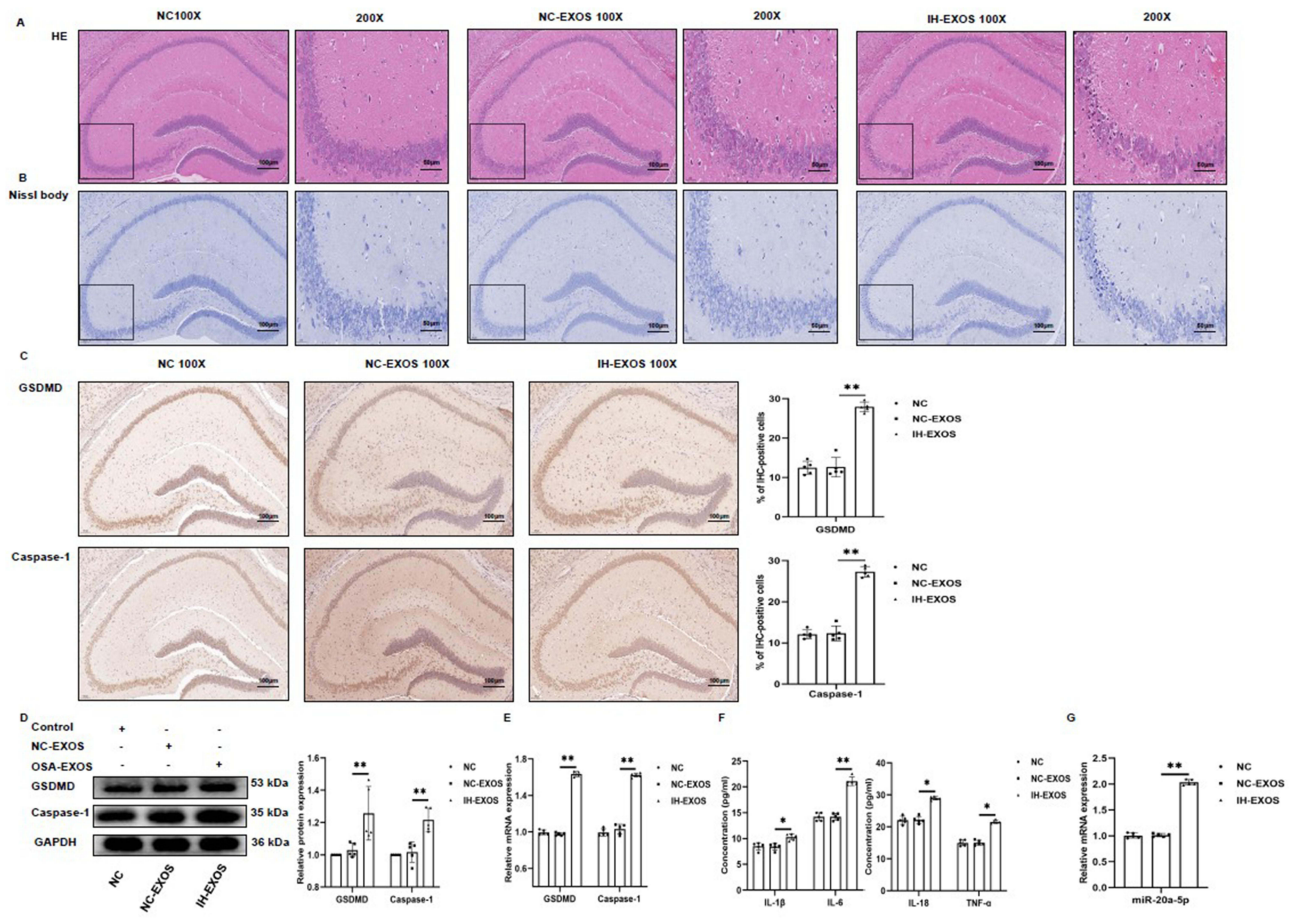 A
NC100X 200X NC-EXOS 100X 200X IH-EXOS 100X 200X
HE
100μm 50μm 100μm 50μm 100μm 50μm
B
Nissl body
100μm 50μm 100μm 50μm 100μm 50μm
C
NC 100X NC-EXOS 100X IH-EXOS 100X
GSDMD
100μm 100μm 100μm
% of IHC-positive cells
30
20
10
0
**
GSDMD
NC
NC-EXOS
IH-EXOS
Caspase-1
100μm 100μm 100μm
% of IHC-positive cells
30
20
10
0
**
Caspase-1
NC
NC-EXOS
IH-EXOS
D
Control + - -
NC-EXOS - + -
OSA-EXOS - - +
GSDMD 53 kDa
Caspase-1 35 kDa
GAPDH 36 kDa
NC NC-EXOS IH-EXOS
Relative protein expression
1.6
1.4
1.2
1.0
0.8
** **
GSDMD Caspase-1
NC
NC-EXOS
IH-EXOS
E
Relative mRNA expression
1.8
1.4
1.0
0.6
** **
GSDMD Caspase-1
NC
NC-EXOS
IH-EXOS
F
Concentration (pg/ml)
25
20
15
10
5
0
* **
IL-1β IL-6
Concentration (pg/ml)
40
30
20
10
0
* *
IL-18 TNF-α
NC
NC-EXOS
IH-EXOS
G
Relative mRNA expression
2.5
2.0
1.5
1.0
0.5
0.0
**
miR-20a-5p
NC
NC-EXOS
IH-EXOS